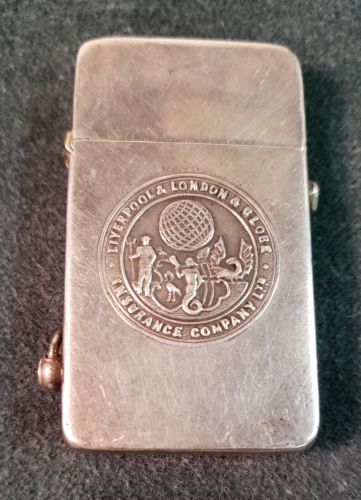 LIVERPOOL & LONDON & GLOBE
INSURANCE COMPANY LTD